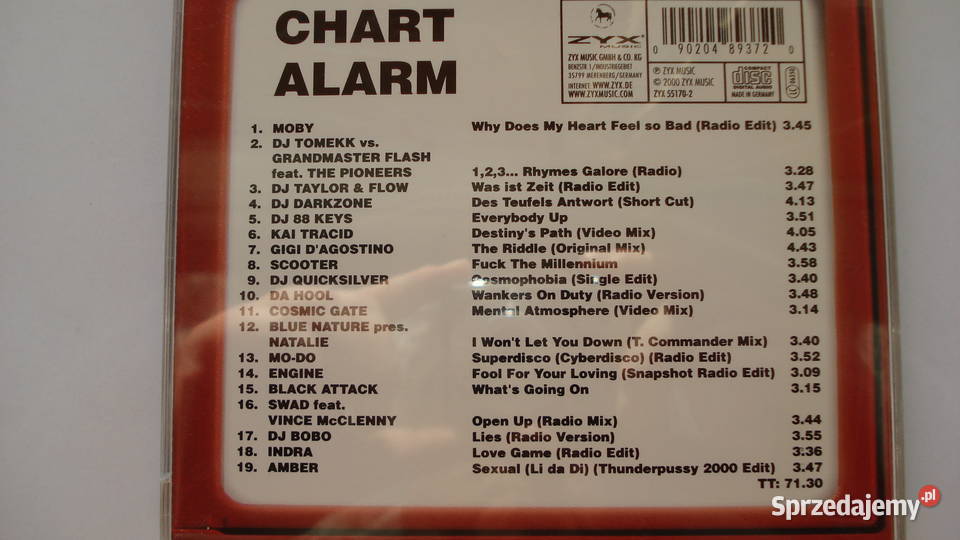 CHART
ALARM
ZYX
MUSIC
ZYX MUSIC GMBH & CO. KG
BENZSTR. 1/INDUSTRIEGEBIET
35799 MERENBERG/GERMANY
INTERNET: WWW.ZYX.DE
WWW.ZYXMUSIC.COM
0 90204 89372 0
Ⓟ ZYX MUSIC
© 2000 ZYX MUSIC
ZYX 55170-2
COMPACT
disc
DIGITAL AUDIO
MADE IN GERMANY
LC
1. MOBY Why Does My Heart Feel so Bad (Radio Edit) 3.45
2. DJ TOMEKK vs.
GRANDMASTER FLASH
feat. THE PIONEERS 1,2,3... Rhymes Galore (Radio) 3.28
3. DJ TAYLOR & FLOW Was ist Zeit (Radio Edit) 3.47
4. DJ DARKZONE Des Teufels Antwort (Short Cut) 4.13
5. DJ 88 KEYS Everybody Up 3.51
6. KAI TRACID Destiny's Path (Video Mix) 4.05
7. GIGI D'AGOSTINO The Riddle (Original Mix) 4.43
8. SCOOTER Fuck The Millennium 3.58
9. DJ QUICKSILVER Cosmophobia (Single Edit) 3.40
10. DA HOOL Wankers On Duty (Radio Version) 3.48
11. COSMIC GATE Mental Atmosphere (Video Mix) 3.14
12. BLUE NATURE pres.
NATALIE I Won't Let You Down (T. Commander Mix) 3.40
13. MO-DO Superdisco (Cyberdisco) (Radio Edit) 3.52
14. ENGINE Fool For Your Loving (Snapshot Radio Edit) 3.09
15. BLACK ATTACK What's Going On 3.15
16. SWAD feat.
VINCE McCLENNY Open Up (Radio Mix) 3.44
17. DJ BOBO Lies (Radio Version) 3.55
18. INDRA Love Game (Radio Edit) 3.36
19. AMBER Sexual (Li da Di) (Thunderpussy 2000 Edit) 3.47
TT: 71.30
Sprzedajemy.pl